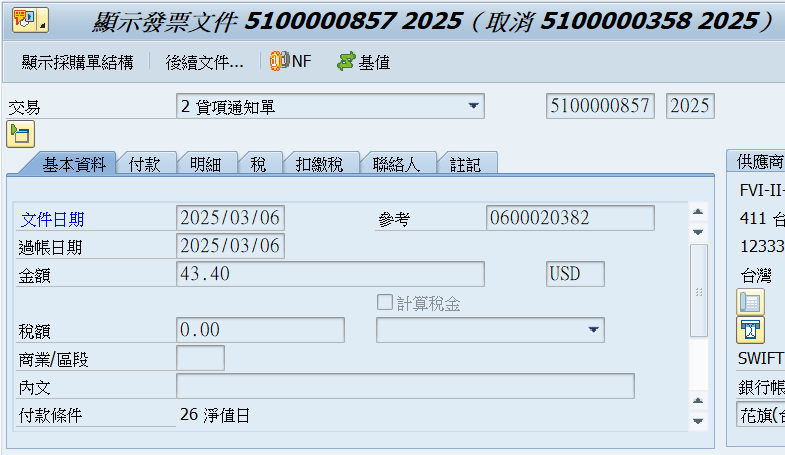 顯示發票文件 5100000857 2025（取消 5100000358 2025）
顯示採購單結構 後續文件... NF 基值
交易 2 貸項通知單 5100000857 2025
基本資料 付款 明細 稅 扣繳稅 聯絡人 註記
供應商
文件日期 2025/03/06 參考 0600020382
FVI-II-
過帳日期 2025/03/06
411 台
金額 43.40 USD
12333
台灣
計算稅金
稅額 0.00
商業/區段
SWIFT
內文
銀行帳
付款條件 26 淨值日
花旗(台